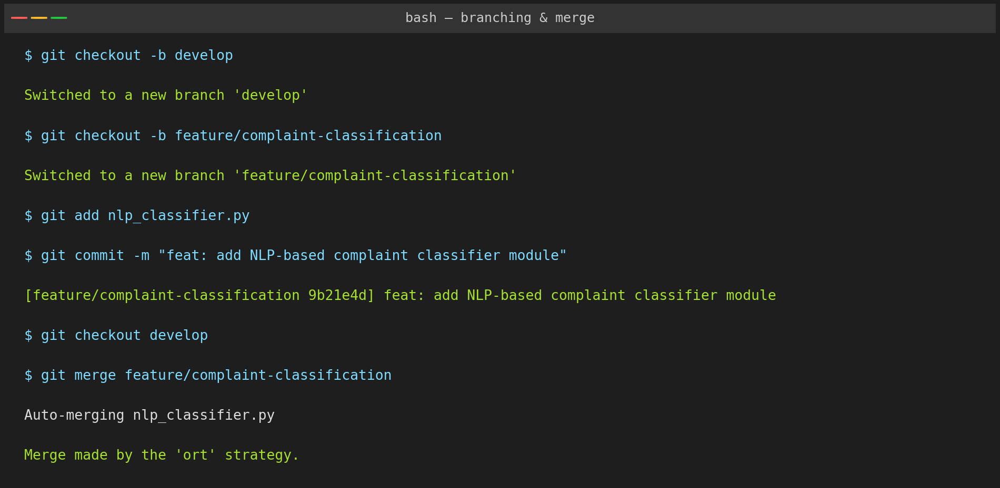 bash — branching & merge
$ git checkout -b develop
Switched to a new branch 'develop'
$ git checkout -b feature/complaint-classification
Switched to a new branch 'feature/complaint-classification'
$ git add nlp_classifier.py
$ git commit -m "feat: add NLP-based complaint classifier module"
[feature/complaint-classification 9b21e4d] feat: add NLP-based complaint classifier module
$ git checkout develop
$ git merge feature/complaint-classification
Auto-merging nlp_classifier.py
Merge made by the 'ort' strategy.